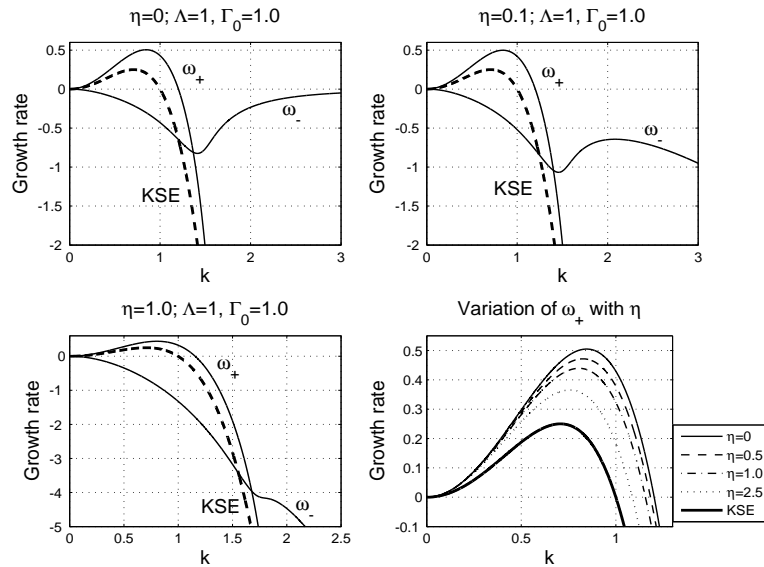 η=0; Λ=1, Γ₀=1.0
Growth rate
0.5
0
-0.5
-1
-1.5
-2
ω₊
ω₋
KSE
0 1 2 3
k
η=0.1; Λ=1, Γ₀=1.0
Growth rate
0.5
0
-0.5
-1
-1.5
-2
ω₊
ω₋
KSE
0 1 2 3
k
η=1.0; Λ=1, Γ₀=1.0
Growth rate
0
-1
-2
-3
-4
-5
ω₊
KSE
ω₋
0 0.5 1 1.5 2 2.5
k
Variation of ω₊ with η
Growth rate
0.5
0.4
0.3
0.2
0.1
0
-0.1
0 0.5 1
k
η=0
η=0.5
η=1.0
η=2.5
KSE